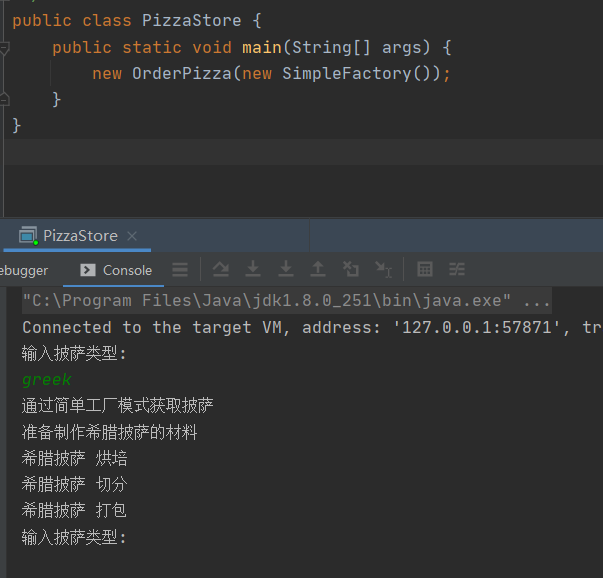 public class PizzaStore {
public static void main(String[] args) {
new OrderPizza(new SimpleFactory());
}
}
PizzaStore
ebugger Console
"C:\Program Files\Java\jdk1.8.0_251\bin\java.exe" ...
Connected to the target VM, address: '127.0.0.1:57871', tr
输入披萨类型:
greek
通过简单工厂模式获取披萨
准备制作希腊披萨的材料
希腊披萨 烘培
希腊披萨 切分
希腊披萨 打包
输入披萨类型: